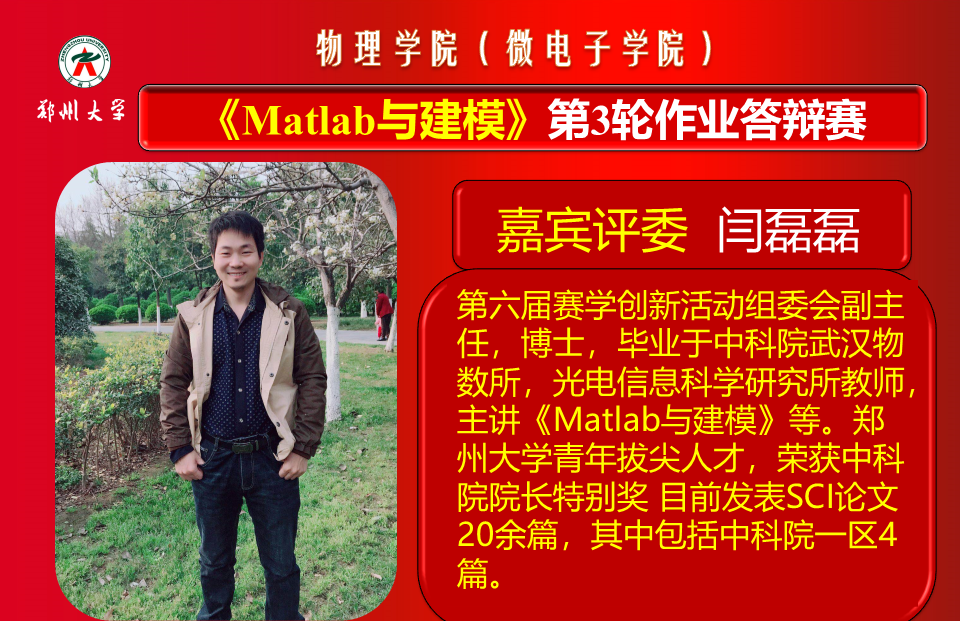 物理学院（微电子学院）
ZHENGZHOU UNIVERSITY
郑州大学
《Matlab与建模》第3轮作业答辩赛
嘉宾评委 闫磊磊
第六届赛学创新活动组委会副主
任，博士，毕业于中科院武汉物
数所，光电信息科学研究所教师，
主讲《Matlab与建模》等。郑
州大学青年拔尖人才，荣获中科
院院长特别奖 目前发表SCI论文
20余篇，其中包括中科院一区4
篇。